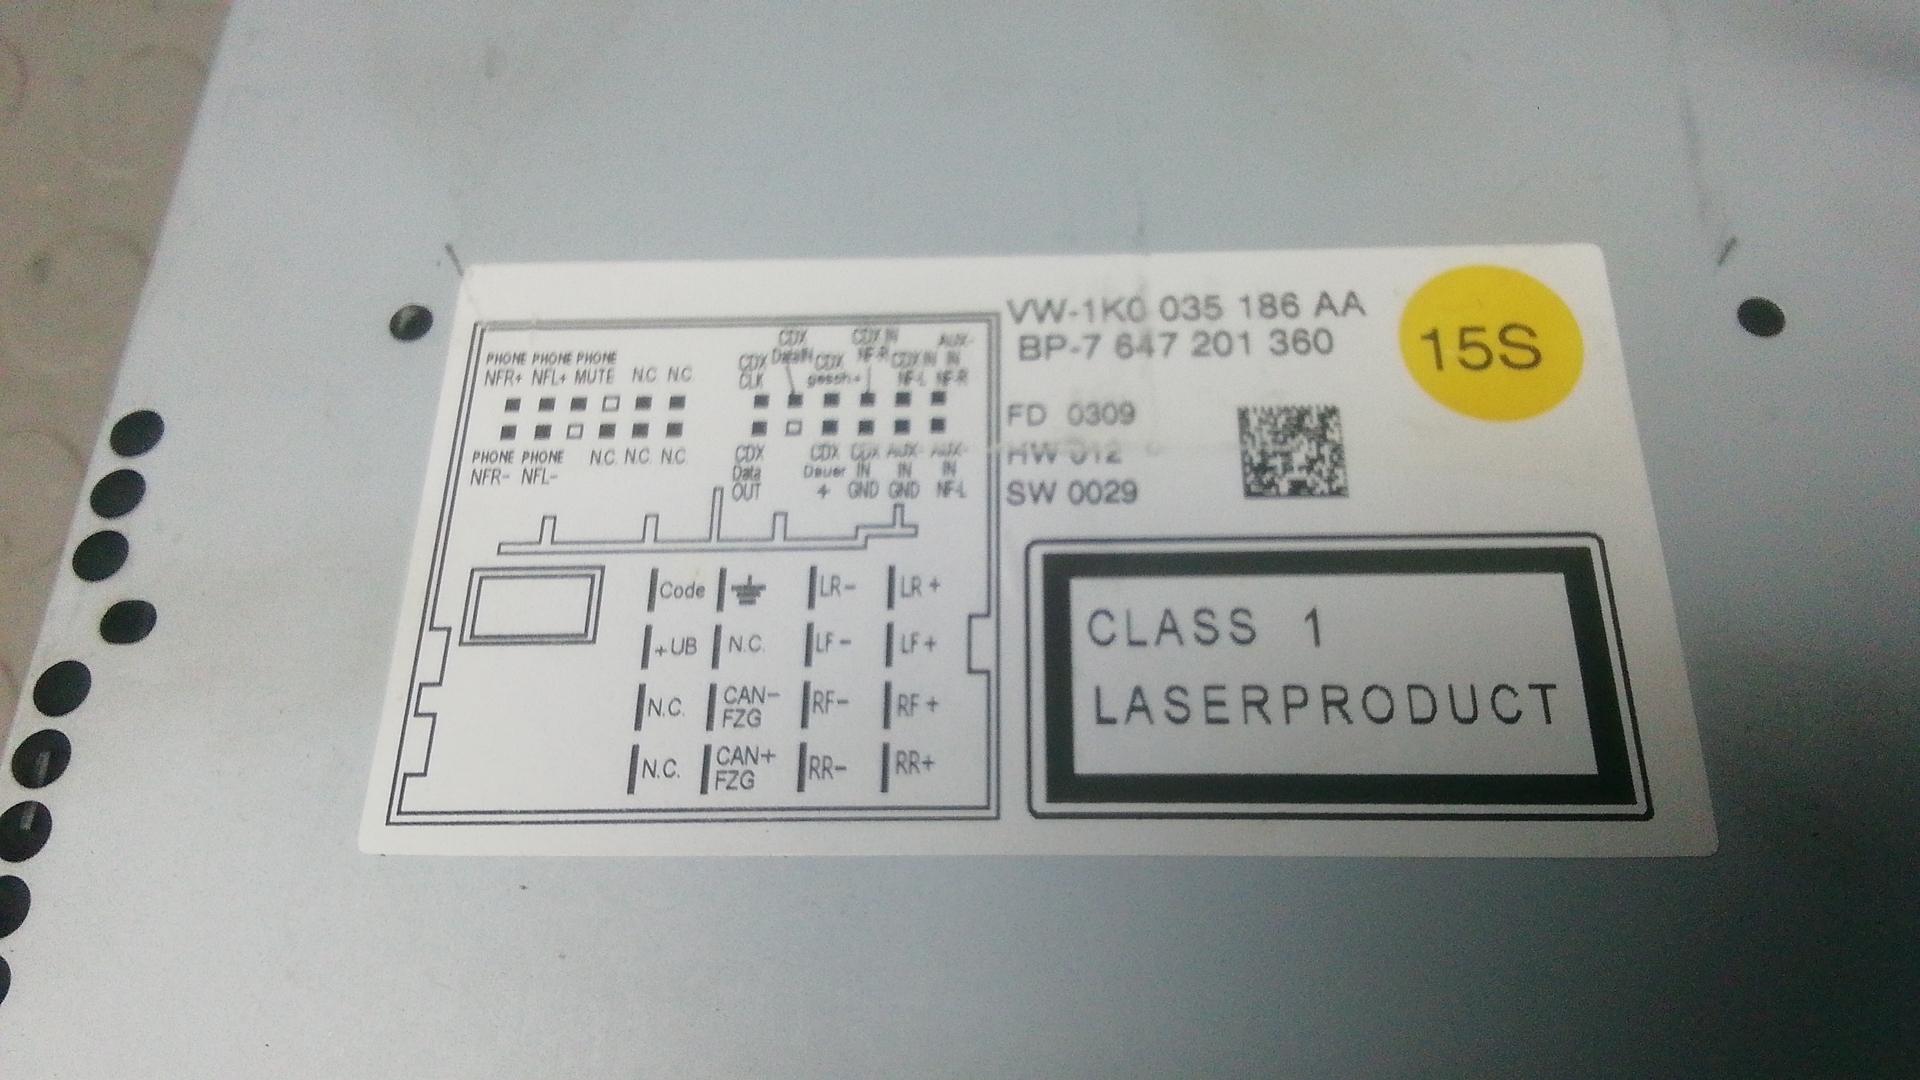 VW-1K0 035 186 AA
BP-7 647 201 360
15S
FD 0309
HW 012
SW 0029
CLASS 1
LASERPRODUCT
PHONE PHONE PHONE
NFR+ NFL+ MUTE N.C N.C.
PHONE PHONE N.C. N.C. N.C.
NFR- NFL-
CDX CDX IN AUX-
CDX DataIN CDX NF-R CDX IN IN
CLK gesch+ NF-L NF-R
CDX CDX CDX AUX- AUX-
Data Dauer IN IN IN
OUT + GND GND NF-L
Code LR- LR+
+UB N.C. LF- LF+
N.C. CAN- RF- RF+
FZG
N.C. CAN+ RR- RR+
FZG